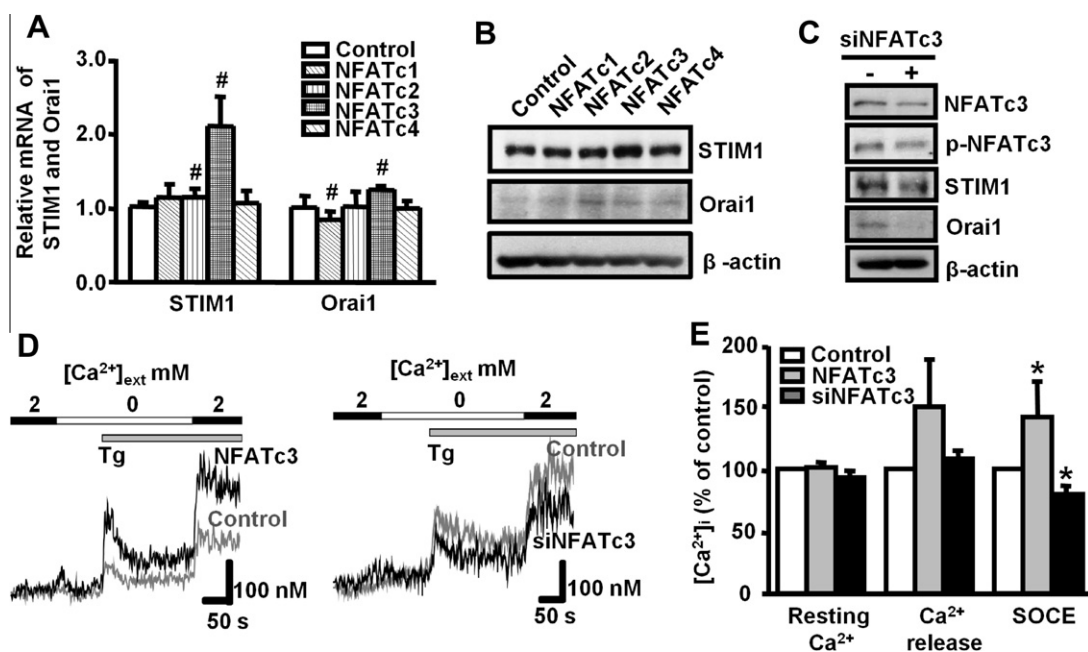 A
Relative mRNA of
STIM1 and Orai1
3.0
2.0
1.0
0.0
Control
NFATc1
NFATc2
NFATc3
NFATc4
#
#
#
#
STIM1
Orai1
B
Control
NFATc1
NFATc2
NFATc3
NFATc4
STIM1
Orai1
β -actin
C
siNFATc3
- +
NFATc3
p-NFATc3
STIM1
Orai1
β-actin
D
[Ca²⁺]ext mM
2 0 2
Tg
NFATc3
Control
100 nM
50 s
[Ca²⁺]ext mM
2 0 2
Tg
Control
siNFATc3
100 nM
50 s
E
[Ca²⁺]i (% of control)
200
150
100
50
0
Control
NFATc3
siNFATc3
*
*
Resting
Ca²⁺
Ca²⁺
release
SOCE